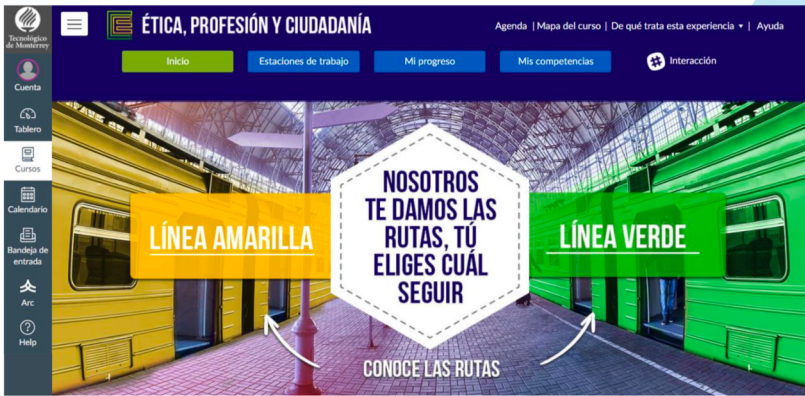 Tecnológico
de Monterrey
Cuenta
Tablero
Cursos
Calendario
Bandeja de
entrada
Arc
Help
ÉTICA, PROFESIÓN Y CIUDADANÍA
Agenda | Mapa del curso | De qué trata esta experiencia | Ayuda
Inicio
Estaciones de trabajo
Mi progreso
Mis competencias
# Interacción
LÍNEA AMARILLA
NOSOTROS
TE DAMOS LAS
RUTAS, TÚ
ELIGES CUÁL
SEGUIR
LÍNEA VERDE
CONOCE LAS RUTAS